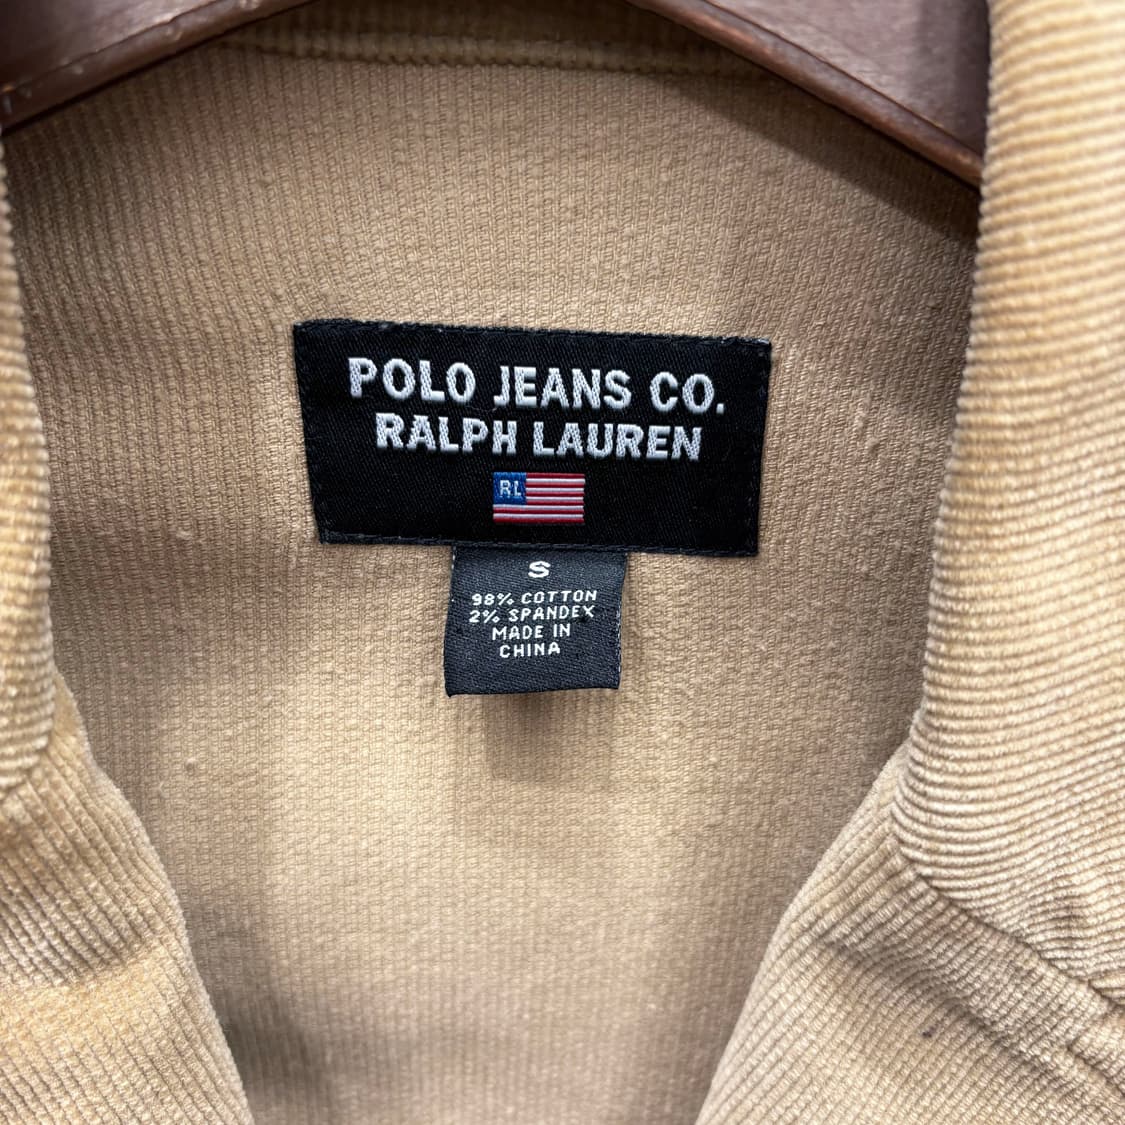 POLO JEANS CO.
RALPH LAUREN
RL
S
98% COTTON
2% SPANDEX
MADE IN
CHINA